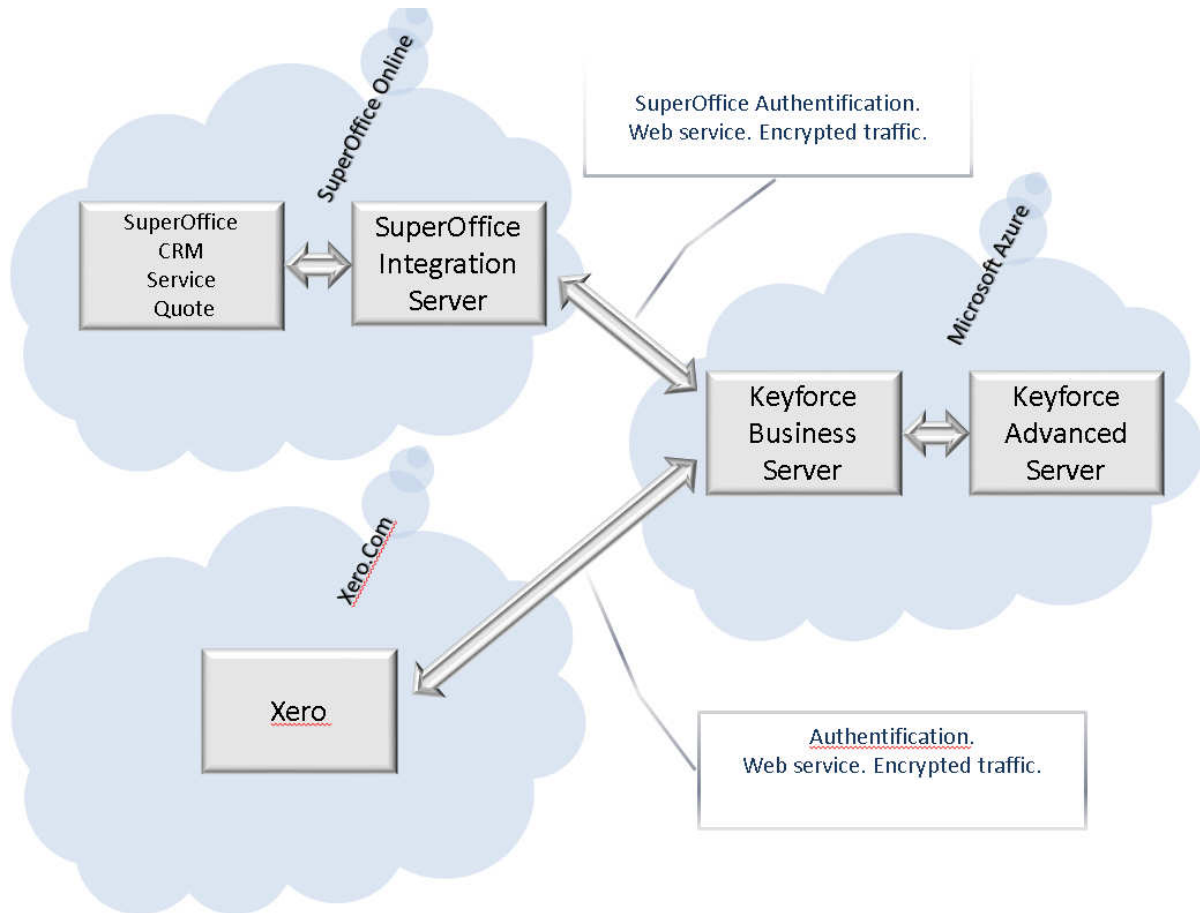 SuperOffice Online
SuperOffice
CRM
Service
Quote
SuperOffice
Integration
Server
SuperOffice Authentification.
Web service. Encrypted traffic.
Microsoft Azure
Keyforce
Business
Server
Keyforce
Advanced
Server
Xero.Com
Xero
Authentification.
Web service. Encrypted traffic.